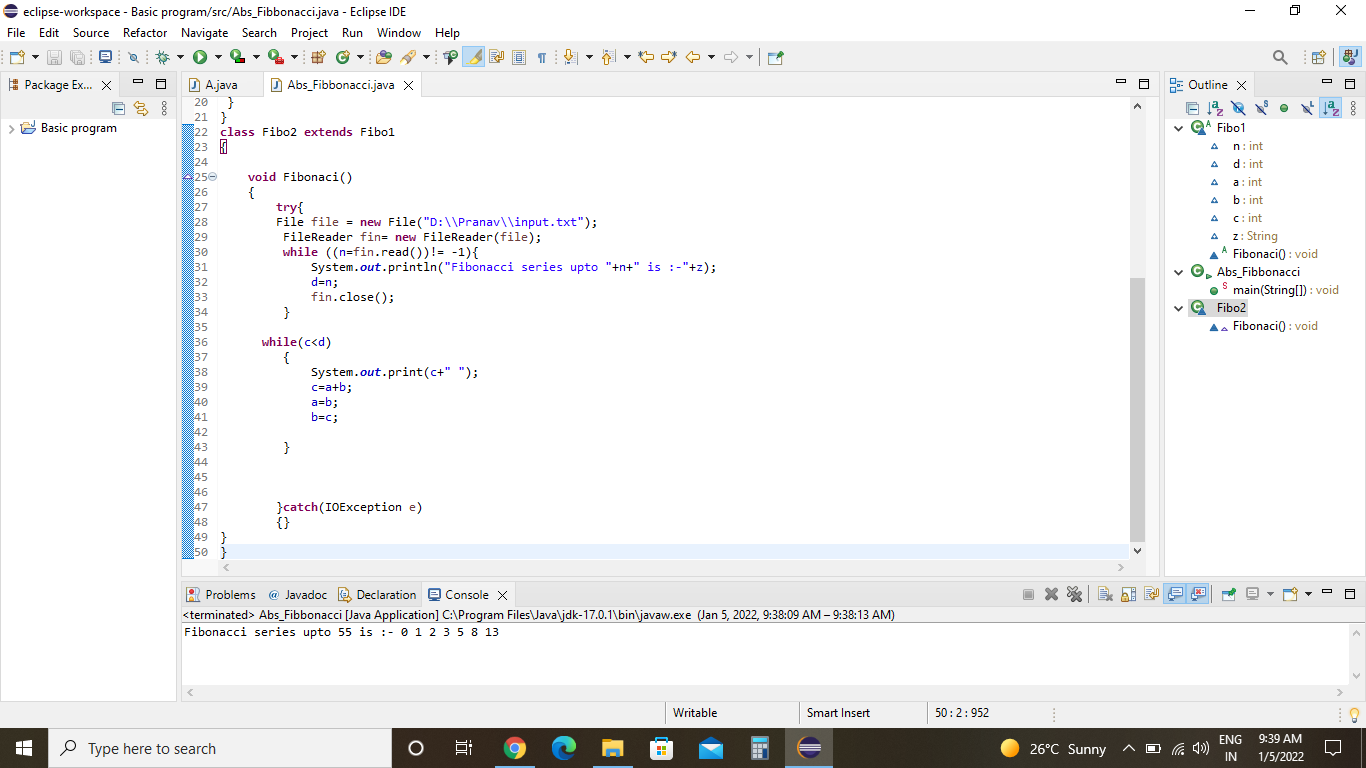 eclipse-workspace - Basic program/src/Abs_Fibbonacci.java - Eclipse IDE
File Edit Source Refactor Navigate Search Project Run Window Help
Package Ex...
Basic program
A.java Abs_Fibbonacci.java
20 }
21 }
22 class Fibo2 extends Fibo1
23 {
24
25 void Fibonaci()
26 {
27 try{
28 File file = new File("D:\\Pranav\\input.txt");
29 FileReader fin= new FileReader(file);
30 while ((n=fin.read())!= -1){
31 System.out.println("Fibonacci series upto "+n+" is :-"+z);
32 d=n;
33 fin.close();
34 }
35
36 while(c<d)
37 {
38 System.out.print(c+" ");
39 c=a+b;
40 a=b;
41 b=c;
42
43 }
44
45
46
47 }catch(IOException e)
48 {}
49 }
50 }
Outline
Fibo1
n : int
d : int
a : int
b : int
c : int
z : String
Fibonaci() : void
Abs_Fibbonacci
main(String[]) : void
Fibo2
Fibonaci() : void
Problems Javadoc Declaration Console
<terminated> Abs_Fibbonacci [Java Application] C:\Program Files\Java\jdk-17.0.1\bin\javaw.exe (Jan 5, 2022, 9:38:09 AM – 9:38:13 AM)
Fibonacci series upto 55 is :- 0 1 2 3 5 8 13
Writable Smart Insert 50 : 2 : 952
Type here to search
26°C Sunny
ENG
IN
9:39 AM
1/5/2022